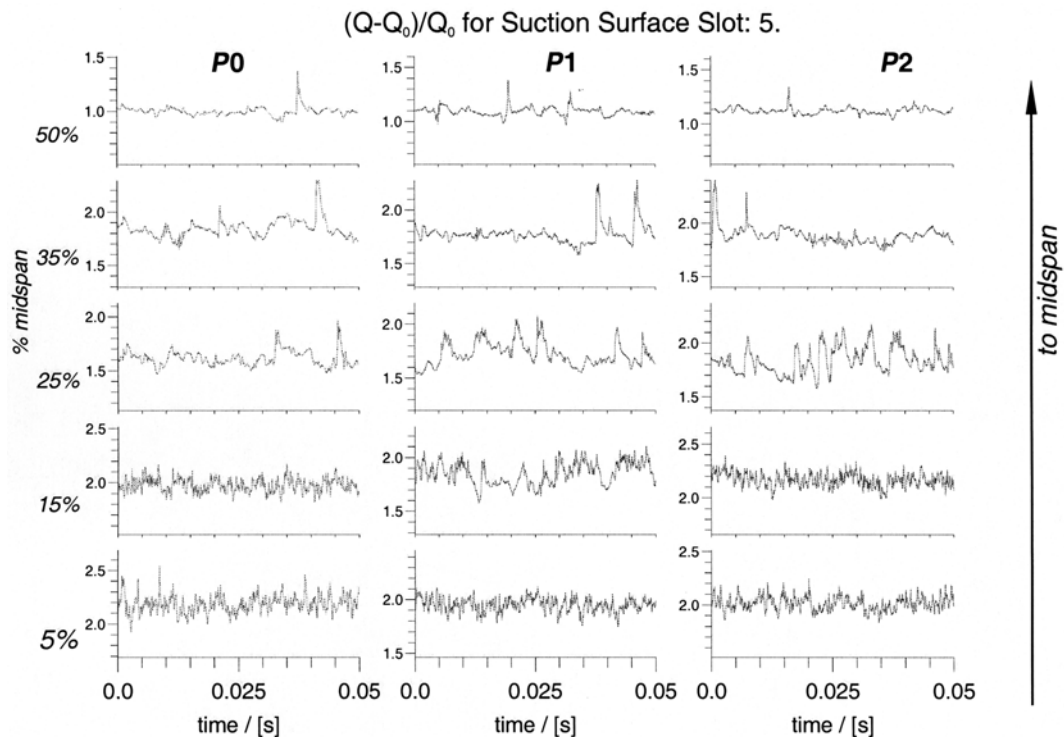 (Q-Q₀)/Q₀ for Suction Surface Slot: 5.
P0 P1 P2
1.5 1.5 1.5
1.0 1.0 1.0
50%
2.0 2.0 2.0
1.5 1.5 1.5
35%
2.0 2.0 2.0
1.5 1.5 1.5
25%
2.5 2.0 2.5
2.0 1.5 2.0
15%
2.5 2.0 2.5
2.0 1.5 2.0
5%
0.0 0.025 0.05 0.0 0.025 0.05 0.0 0.025 0.05
time / [s] time / [s] time / [s]
% midspan
to midspan